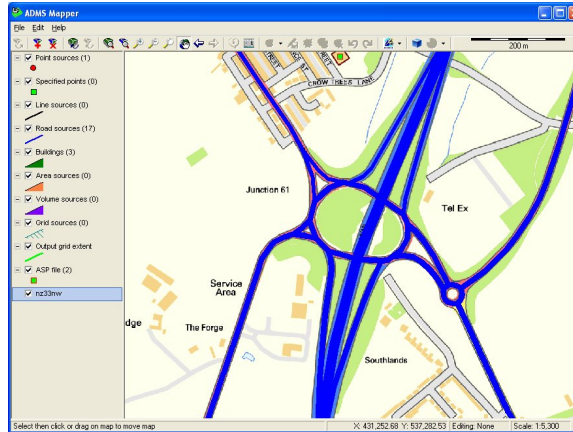 ADMS Mapper
File Edit Help
200 m
Point sources (1)
Specified points (0)
Line sources (0)
Road sources (17)
Buildings (3)
Area sources (0)
Volume sources (0)
Grid sources (0)
Output grid extent
ASP file (2)
nz33nw
STREET
STREET
CROW TREES LANE
Junction 61
Tel Ex
Service
Area
The Forge
dge
Southlands
Select then click or drag on map to move map
X: 431,252.68 Y: 537,282.53
Editing: None
Scale: 1:5,300